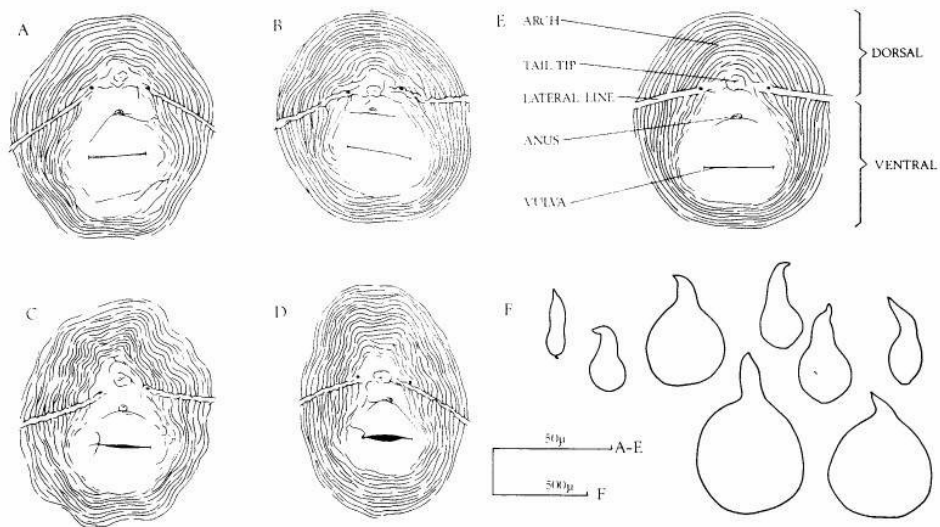 A
B
E
ARCH
TAIL TIP
LATERAL LINE
ANUS
VULVA
DORSAL
VENTRAL
C
D
F
50μ
A-E
500μ
F